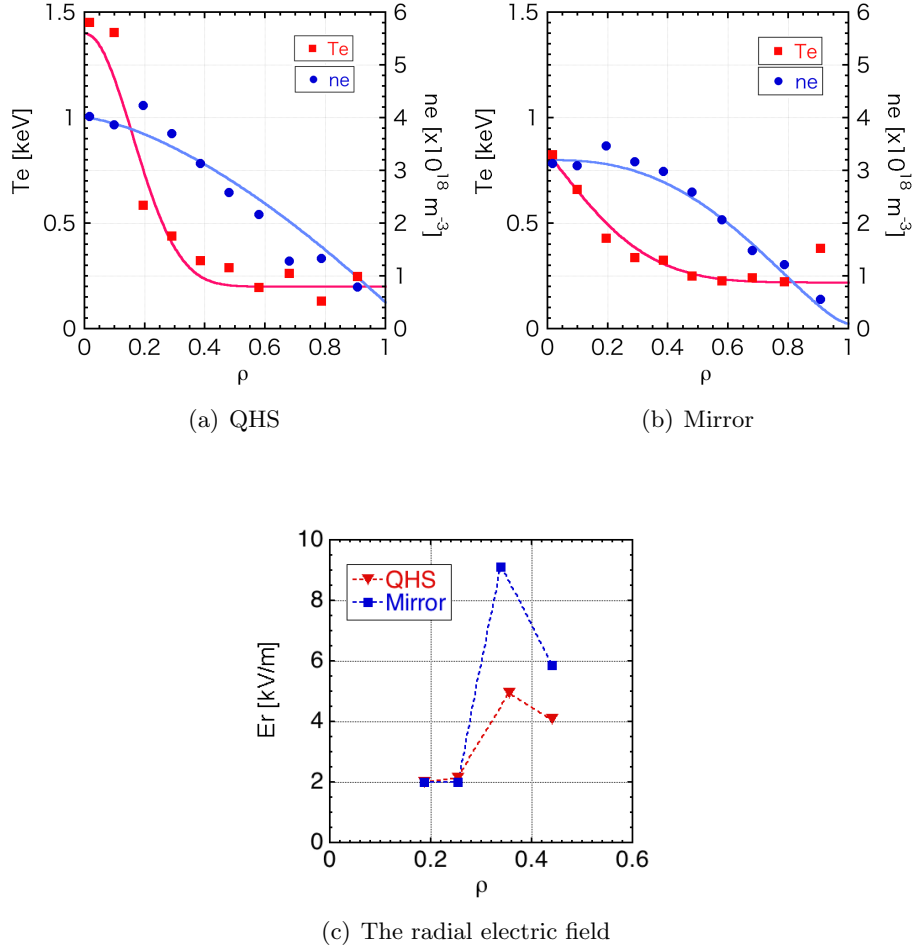 1.5
1
0.5
0
Te [keV]
6
5
4
3
2
1
0
ne [x10^18 m^-3]
Te
ne
0 0.2 0.4 0.6 0.8 1
ρ
(a) QHS
1.5
1
0.5
0
Te [keV]
6
5
4
3
2
1
0
ne [x10^18 m^-3]
Te
ne
0 0.2 0.4 0.6 0.8 1
ρ
(b) Mirror
10
8
6
4
2
0
Er [kV/m]
QHS
Mirror
0 0.2 0.4 0.6
ρ
(c) The radial electric field